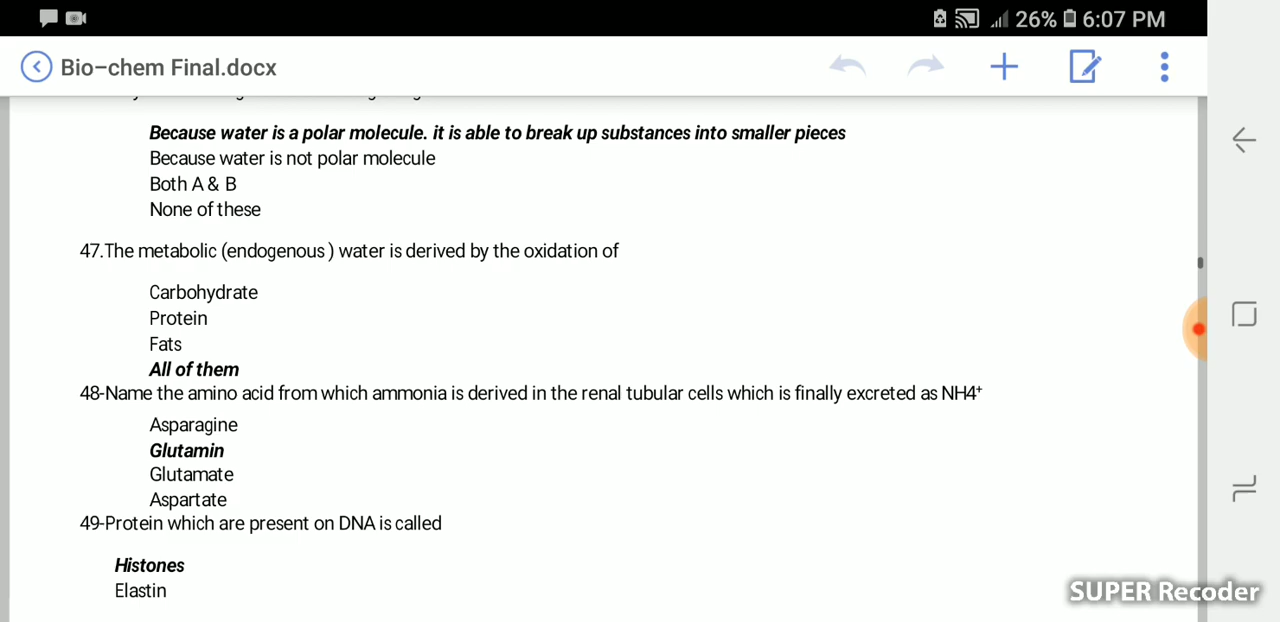 26% 6:07 PM
Bio-chem Final.docx
Because water is a polar molecule. it is able to break up substances into smaller pieces
Because water is not polar molecule
Both A & B
None of these
47.The metabolic (endogenous ) water is derived by the oxidation of
Carbohydrate
Protein
Fats
All of them
48-Name the amino acid from which ammonia is derived in the renal tubular cells which is finally excreted as NH4⁺
Asparagine
Glutamin
Glutamate
Aspartate
49-Protein which are present on DNA is called
Histones
Elastin
SUPER Recoder